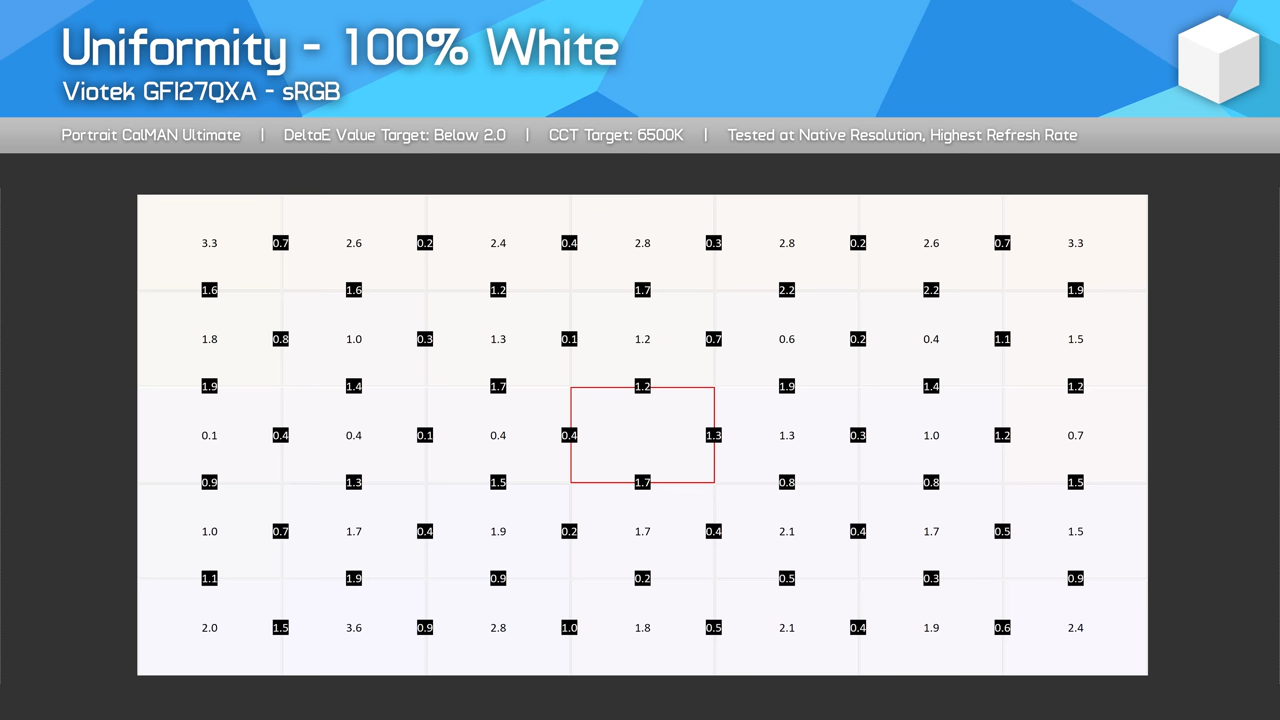 Uniformity - 100% White
Viotek GFI27QXA - sRGB
Portrait CalMAN Ultimate | DeltaE Value Target: Below 2.0 | CCT Target: 6500K | Tested at Native Resolution, Highest Refresh Rate
3.3 0.7 2.6 0.2 2.4 0.4 2.8 0.3 2.8 0.2 2.6 0.7 3.3
1.6 1.6 1.2 1.7 2.2 2.2 1.9
1.8 0.8 1.0 0.3 1.3 0.1 1.2 0.7 0.6 0.2 0.4 1.1 1.5
1.9 1.4 1.7 1.2 1.9 1.4 1.2
0.1 0.4 0.4 0.1 0.4 0.4 1.3 1.3 0.3 1.0 1.2 0.7
0.9 1.3 1.5 1.7 0.8 0.8 1.5
1.0 0.7 1.7 0.4 1.9 0.2 1.7 0.4 2.1 0.4 1.7 0.5 1.5
1.1 1.9 0.9 0.2 0.5 0.3 0.9
2.0 1.5 3.6 0.9 2.8 1.0 1.8 0.5 2.1 0.4 1.9 0.6 2.4